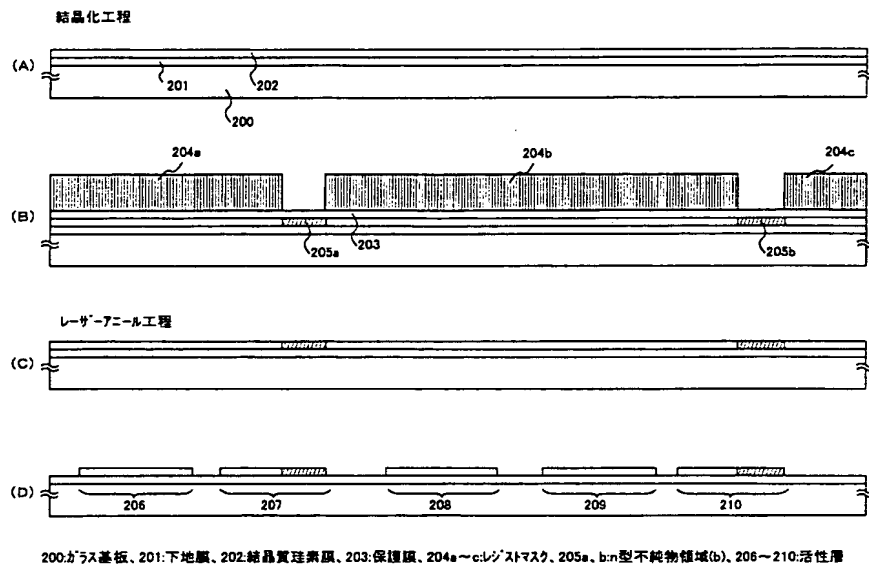 結晶化工程
(A)
201
202
200
204a
204b
204c
(B)
205a
203
205b
レーザーアニール工程
(C)
(D)
206
207
208
209
210
200:ガラス基板、201:下地膜、202:結晶質珪素膜、203:保護膜、204a~c:レジストマスク、205a、b:n型不純物領域(b)、206~210:活性層